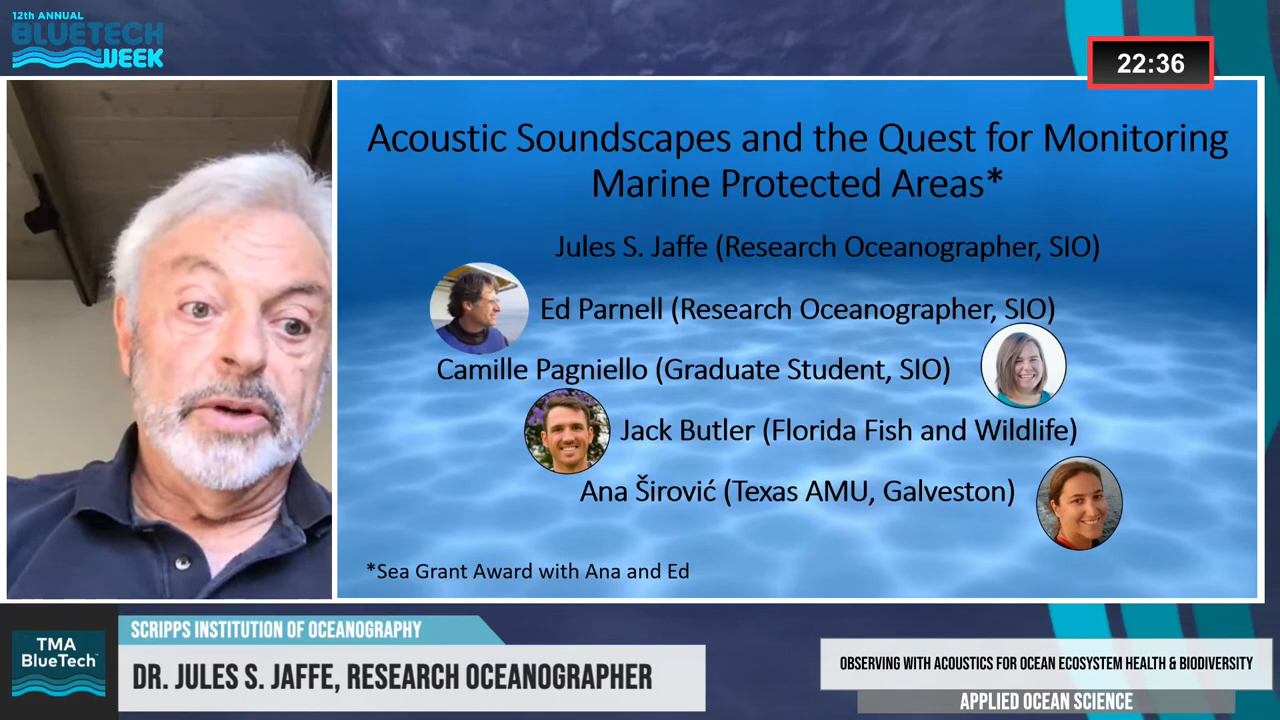 12th ANNUAL
BLUETECH
WEEK
22:36
Acoustic Soundscapes and the Quest for Monitoring
Marine Protected Areas*
Jules S. Jaffe (Research Oceanographer, SIO)
Ed Parnell (Research Oceanographer, SIO)
Camille Pagniello (Graduate Student, SIO)
Jack Butler (Florida Fish and Wildlife)
Ana Širović (Texas AMU, Galveston)
*Sea Grant Award with Ana and Ed
TMA
BlueTech™
SCRIPPS INSTITUTION OF OCEANOGRAPHY
DR. JULES S. JAFFE, RESEARCH OCEANOGRAPHER
OBSERVING WITH ACOUSTICS FOR OCEAN ECOSYSTEM HEALTH & BIODIVERSITY
APPLIED OCEAN SCIENCE